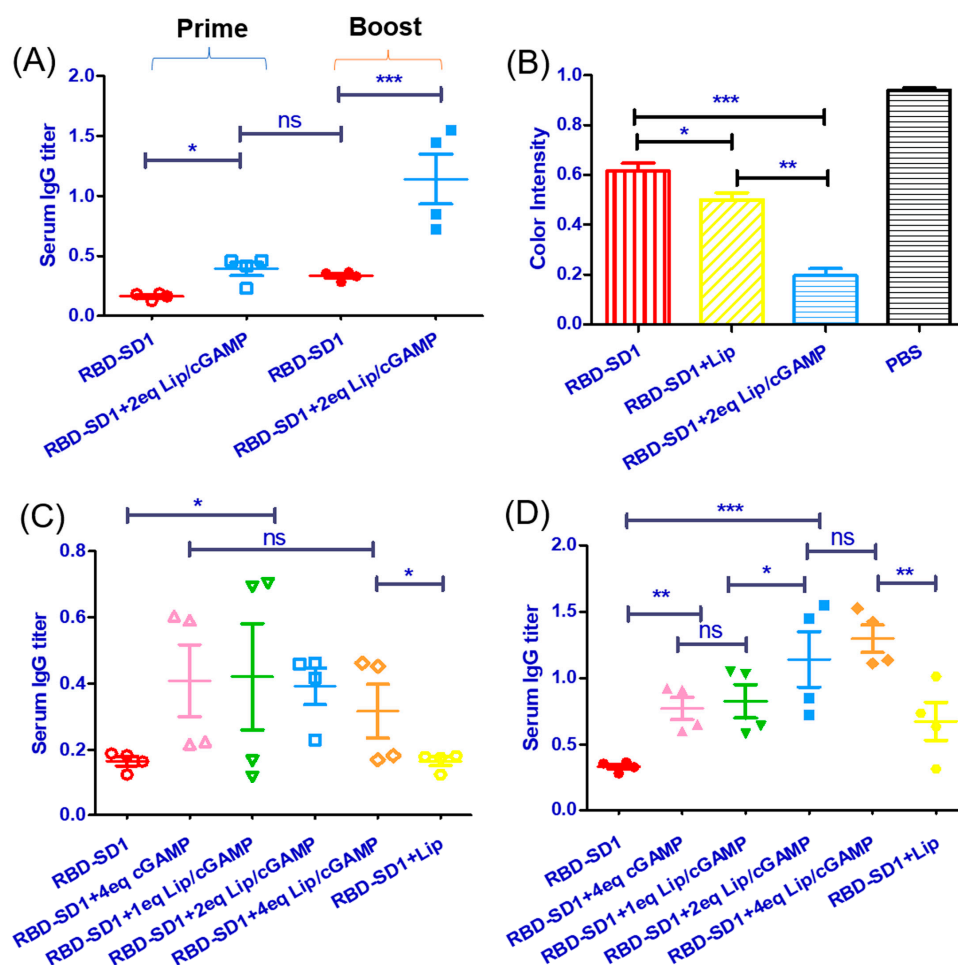 (A)
Prime
Boost
Serum IgG titer
2.0
1.5
1.0
0.5
0.0
*
ns
***
RBD-SD1
RBD-SD1+2eq Lip/cGAMP
RBD-SD1
RBD-SD1+2eq Lip/cGAMP
(B)
Color Intensity
1.0
0.8
0.6
0.4
0.2
0.0
***
*
**
RBD-SD1
RBD-SD1+Lip
RBD-SD1+2eq Lip/cGAMP
PBS
(C)
Serum IgG titer
0.8
0.6
0.4
0.2
0.0
*
ns
*
RBD-SD1
RBD-SD1+4eq cGAMP
RBD-SD1+1eq Lip/cGAMP
RBD-SD1+2eq Lip/cGAMP
RBD-SD1+4eq Lip/cGAMP
RBD-SD1+Lip
(D)
Serum IgG titer
2.0
1.5
1.0
0.5
0.0
***
ns
**
*
**
ns
RBD-SD1
RBD-SD1+4eq cGAMP
RBD-SD1+1eq Lip/cGAMP
RBD-SD1+2eq Lip/cGAMP
RBD-SD1+4eq Lip/cGAMP
RBD-SD1+Lip